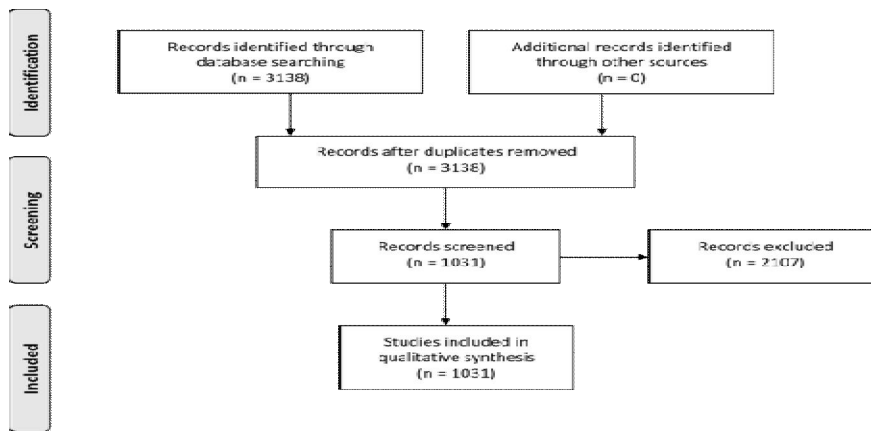 Identification
Records identified through
database searching
(n = 3138)
Additional records identified
through other sources
(n = 0)
Records after duplicates removed
(n = 3138)
Screening
Records screened
(n = 1031)
Records excluded
(n = 2107)
Included
Studies included in
qualitative synthesis
(n = 1031)